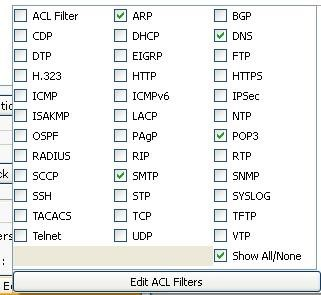 ACL Filter ARP BGP
CDP DHCP DNS
DTP EIGRP FTP
H.323 HTTP HTTPS
ICMP ICMPv6 IPSec
ISAKMP LACP NTP
OSPF PAgP POP3
RADIUS RIP RTP
SCCP SMTP SNMP
SSH STP SYSLOG
TACACS TCP TFTP
Telnet UDP VTP
Show All/None
Edit ACL Filters